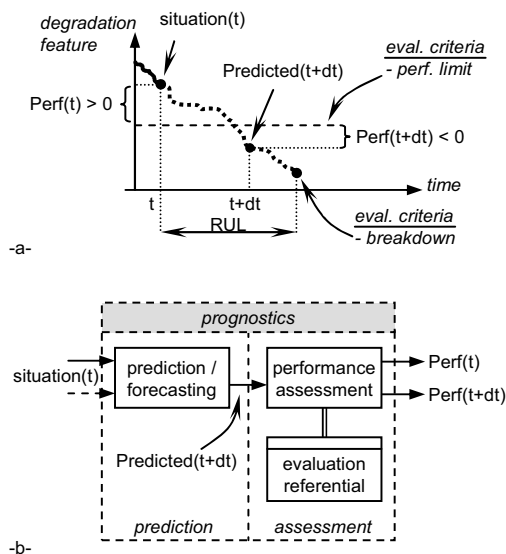 degradation
feature
situation(t)
Predicted(t+dt)
eval. criteria
- perf. limit
Perf(t) > 0
Perf(t+dt) < 0
time
t
t+dt
RUL
eval. criteria
- breakdown
-a-
prognostics
situation(t)
prediction /
forecasting
performance
assessment
Perf(t)
Perf(t+dt)
Predicted(t+dt)
evaluation
referential
prediction
assessment
-b-